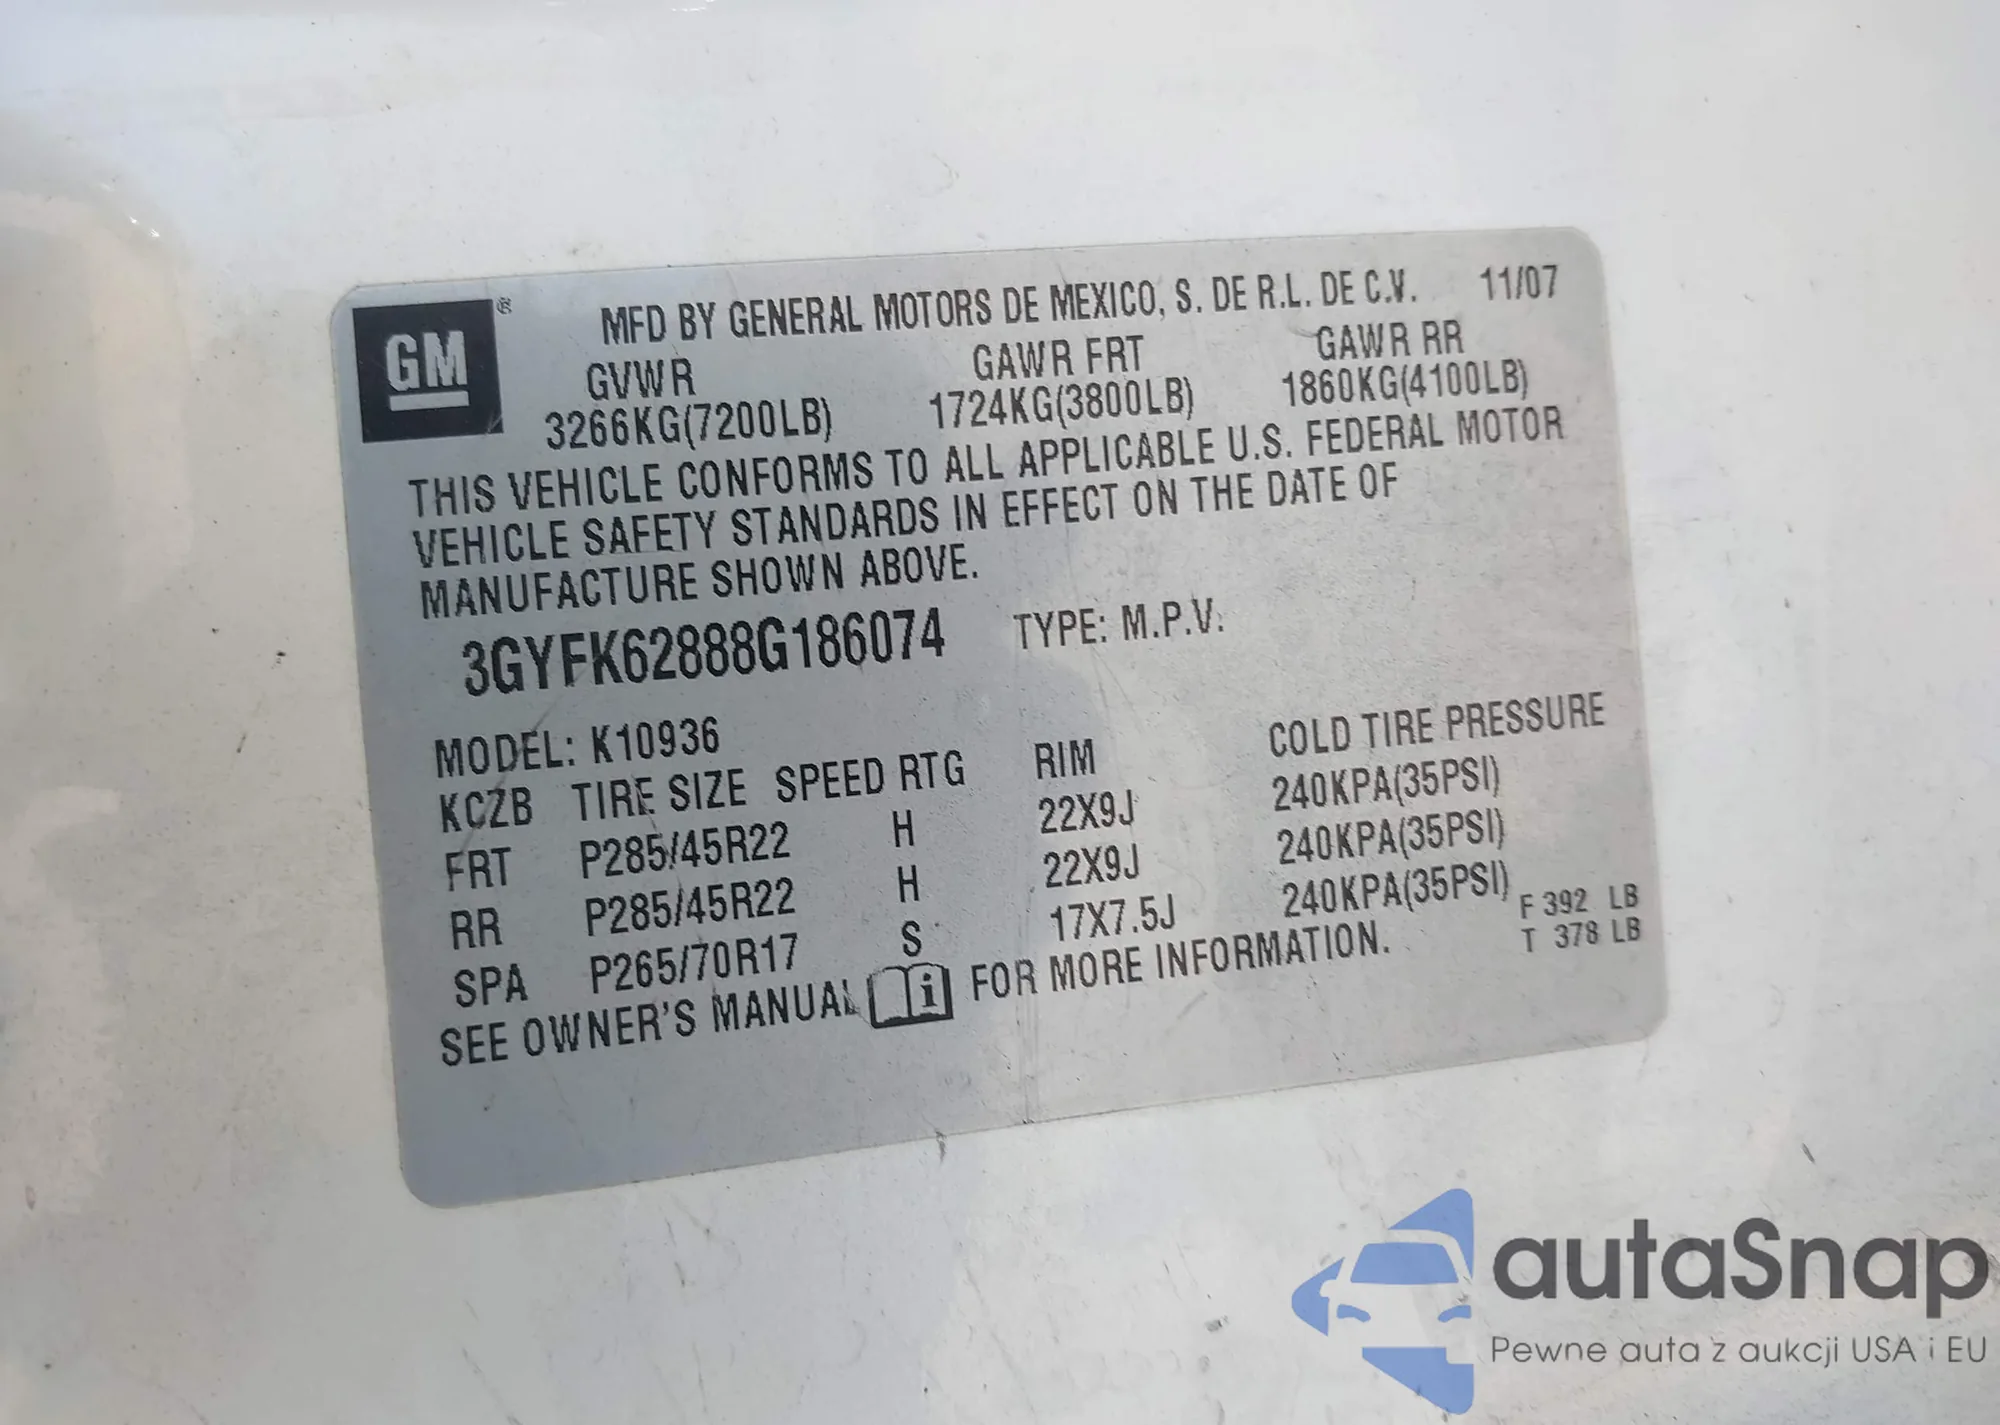 GM ®
MFD BY GENERAL MOTORS DE MEXICO, S. DE R.L. DE C.V. 11/07
GVWR GAWR FRT GAWR RR
3266KG(7200LB) 1724KG(3800LB) 1860KG(4100LB)
THIS VEHICLE CONFORMS TO ALL APPLICABLE U.S. FEDERAL MOTOR
VEHICLE SAFETY STANDARDS IN EFFECT ON THE DATE OF
MANUFACTURE SHOWN ABOVE.
3GYFK62888G186074 TYPE: M.P.V.
MODEL: K10936
KCZB TIRE SIZE SPEED RTG RIM COLD TIRE PRESSURE
FRT P285/45R22 H 22X9J 240KPA(35PSI)
RR P285/45R22 H 22X9J 240KPA(35PSI)
SPA P265/70R17 S 17X7.5J 240KPA(35PSI)
SEE OWNER'S MANUAL i FOR MORE INFORMATION.
F 392 LB
T 378 LB
autaSnap
Pewne auta z aukcji USA i EU